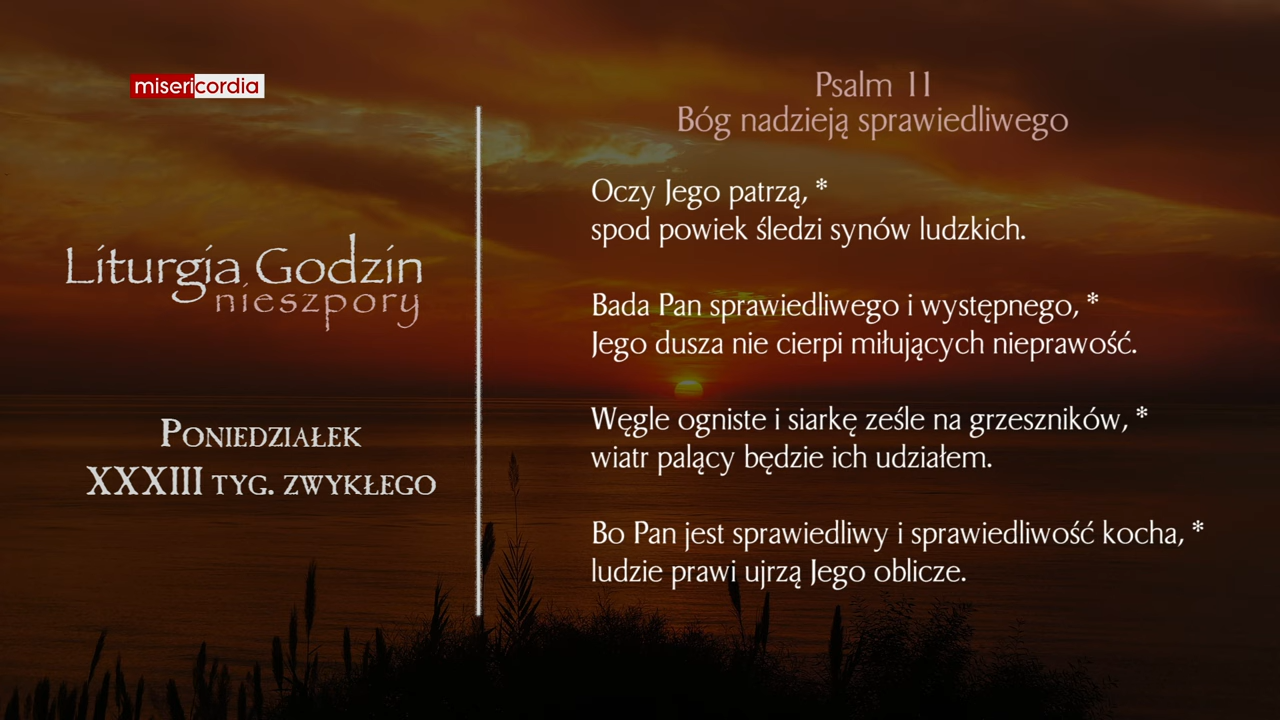 misericordia
Liturgia Godzin
nieszpory
Poniedziałek
XXXIII tyg. zwykłego
Psalm 11
Bóg nadzieją sprawiedliwego
Oczy Jego patrzą, *
spod powiek śledzi synów ludzkich.
Bada Pan sprawiedliwego i występnego, *
Jego dusza nie cierpi miłujących nieprawość.
Węgle ogniste i siarkę ześle na grzeszników, *
wiatr palący będzie ich udziałem.
Bo Pan jest sprawiedliwy i sprawiedliwość kocha, *
ludzie prawi ujrzą Jego oblicze.